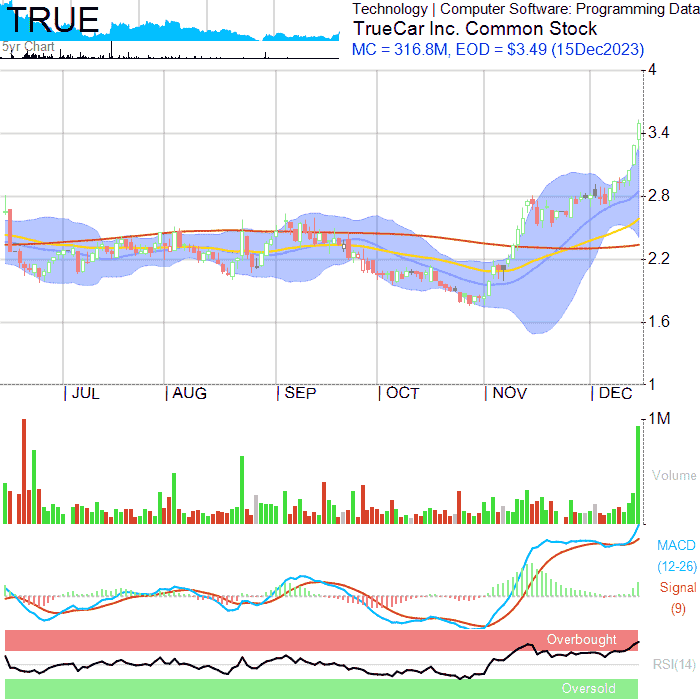 TRUE
5yr Chart
Technology | Computer Software: Programming Data
TrueCar Inc. Common Stock
MC = 316.8M, EOD = $3.49 (15Dec2023)
4
3.4
2.8
2.2
1.6
1
| JUL | AUG | SEP | OCT | NOV | DEC
1M
Volume
MACD
(12-26)
Signal
(9)
Overbought
RSI(14)
Oversold